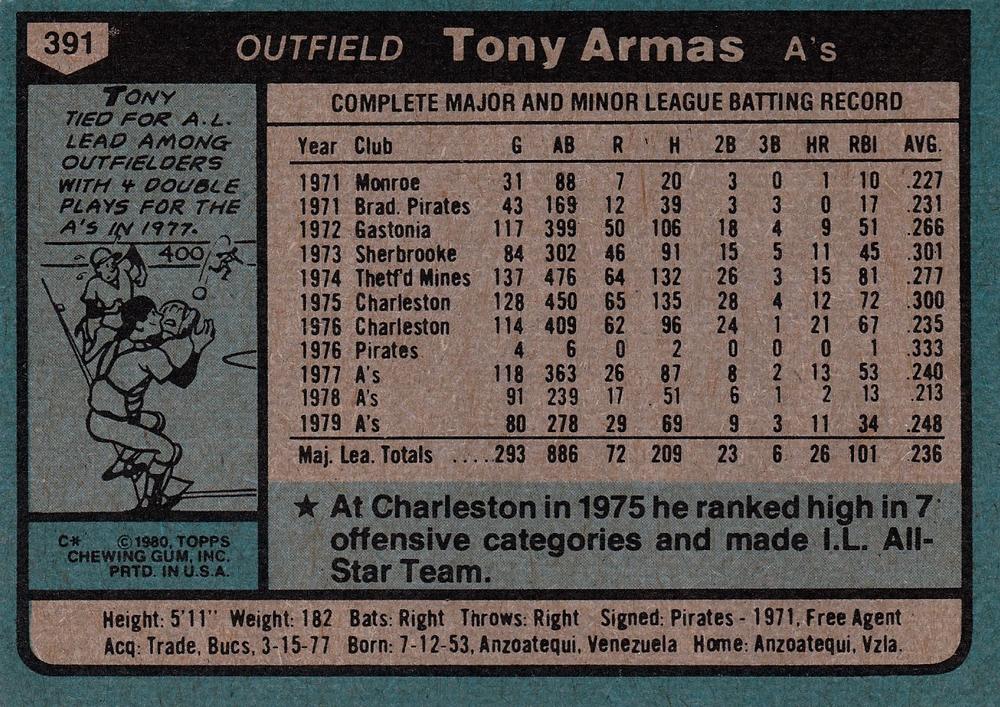 391 OUTFIELD Tony Armas A's
TONY
TIED FOR A.L.
LEAD AMONG
OUTFIELDERS
WITH 4 DOUBLE
PLAYS FOR THE
A'S IN 1977.
400
C* © 1980, TOPPS
CHEWING GUM, INC.
PRTD. IN U.S.A.
COMPLETE MAJOR AND MINOR LEAGUE BATTING RECORD
Year Club G AB R H 2B 3B HR RBI AVG.
1971 Monroe 31 88 7 20 3 0 1 10 .227
1971 Brad. Pirates 43 169 12 39 3 3 0 17 .231
1972 Gastonia 117 399 50 106 18 4 9 51 .266
1973 Sherbrooke 84 302 46 91 15 5 11 45 .301
1974 Thetf'd Mines 137 476 64 132 26 3 15 81 .277
1975 Charleston 128 450 65 135 28 4 12 72 .300
1976 Charleston 114 409 62 96 24 1 21 67 .235
1976 Pirates 4 6 0 2 0 0 0 1 .333
1977 A's 118 363 26 87 8 2 13 53 .240
1978 A's 91 239 17 51 6 1 2 13 .213
1979 A's 80 278 29 69 9 3 11 34 .248
Maj. Lea. Totals .....293 886 72 209 23 6 26 101 .236
★ At Charleston in 1975 he ranked high in 7
offensive categories and made I.L. All-
Star Team.
Height: 5'11" Weight: 182 Bats: Right Throws: Right Signed: Pirates - 1971, Free Agent
Acq: Trade, Bucs, 3-15-77 Born: 7-12-53, Anzoatequi, Venezuela Home: Anzoatequi, Vzla.